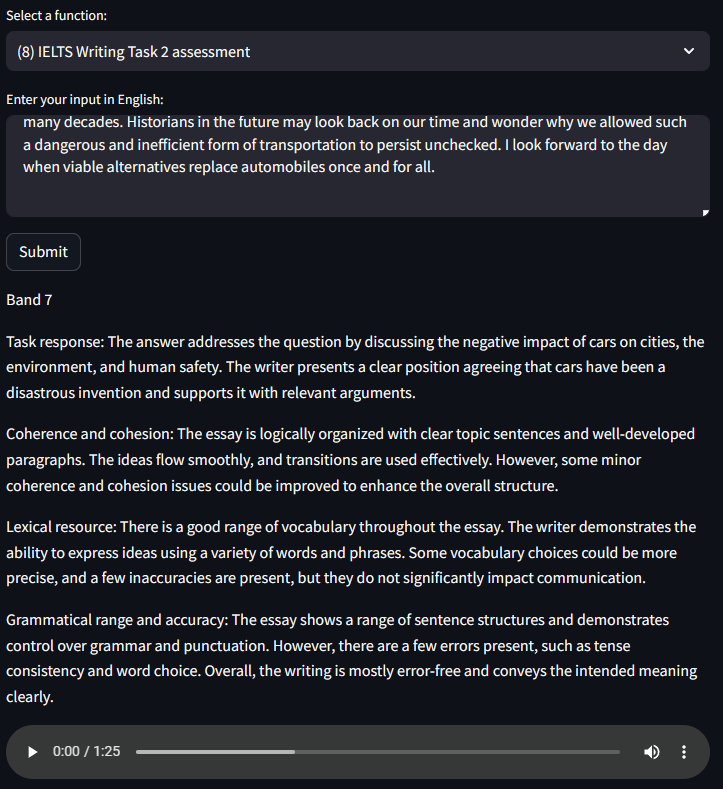 Select a function:
(8) IELTS Writing Task 2 assessment
Enter your input in English:
many decades. Historians in the future may look back on our time and wonder why we allowed such
a dangerous and inefficient form of transportation to persist unchecked. I look forward to the day
when viable alternatives replace automobiles once and for all.
Submit
Band 7
Task response: The answer addresses the question by discussing the negative impact of cars on cities, the
environment, and human safety. The writer presents a clear position agreeing that cars have been a
disastrous invention and supports it with relevant arguments.
Coherence and cohesion: The essay is logically organized with clear topic sentences and well-developed
paragraphs. The ideas flow smoothly, and transitions are used effectively. However, some minor
coherence and cohesion issues could be improved to enhance the overall structure.
Lexical resource: There is a good range of vocabulary throughout the essay. The writer demonstrates the
ability to express ideas using a variety of words and phrases. Some vocabulary choices could be more
precise, and a few inaccuracies are present, but they do not significantly impact communication.
Grammatical range and accuracy: The essay shows a range of sentence structures and demonstrates
control over grammar and punctuation. However, there are a few errors present, such as tense
consistency and word choice. Overall, the writing is mostly error-free and conveys the intended meaning
clearly.
0:00 / 1:25